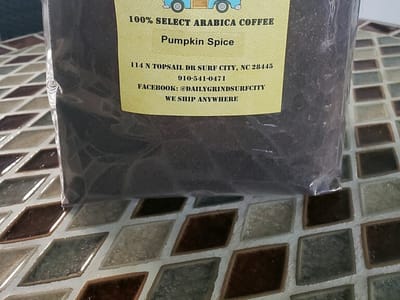 100% SELECT ARABICA COFFEE
Pumpkin Spice
114 N TOPSAIL DR SURF CITY, NC 28445
910-541-0471
FACEBOOK: @DAILYGRINDSURFCITY
WE SHIP ANYWHERE